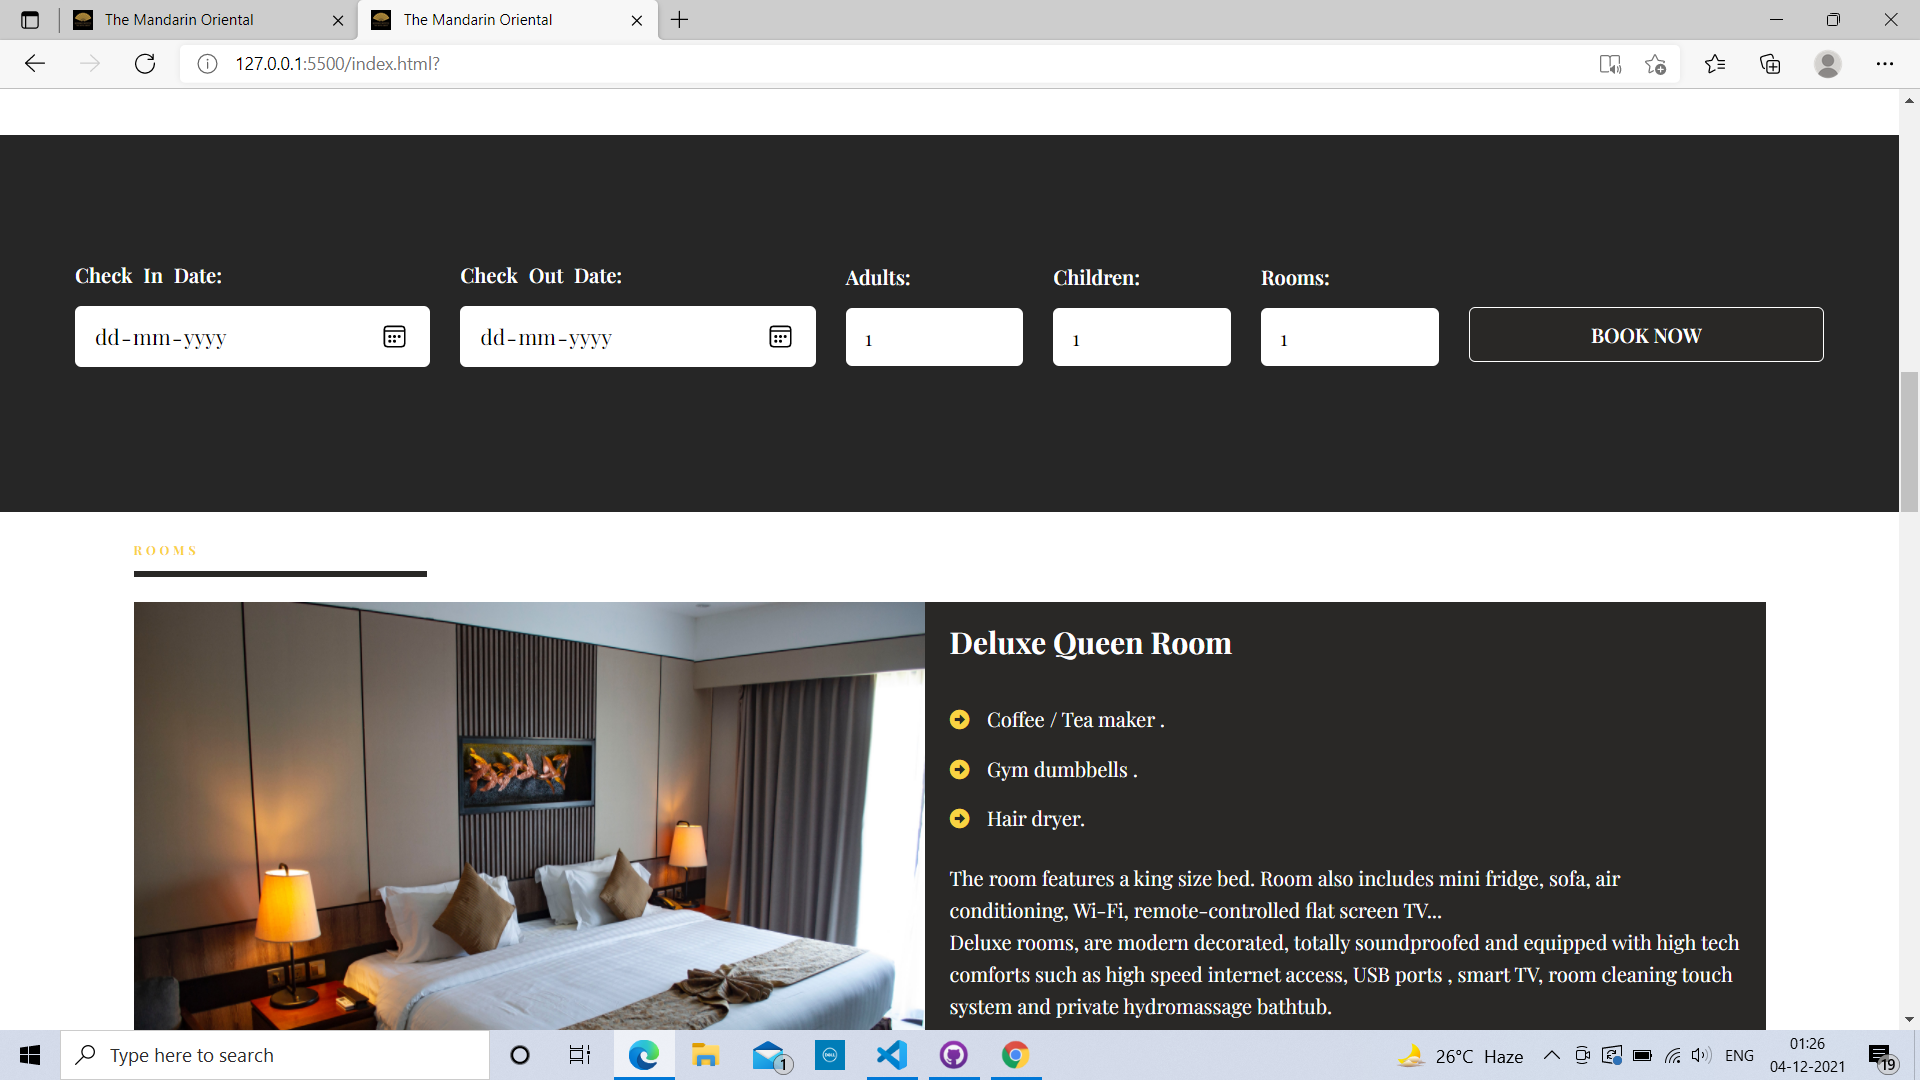 The Mandarin Oriental
The Mandarin Oriental
127.0.0.1:5500/index.html?
Check In Date:
Check Out Date:
Adults:
Children:
Rooms:
dd-mm-yyyy
dd-mm-yyyy
1
1
1
BOOK NOW
ROOMS
Deluxe Queen Room
Coffee / Tea maker .
Gym dumbbells .
Hair dryer.
The room features a king size bed. Room also includes mini fridge, sofa, air
conditioning, Wi-Fi, remote-controlled flat screen TV...
Deluxe rooms, are modern decorated, totally soundproofed and equipped with high tech
comforts such as high speed internet access, USB ports , smart TV, room cleaning touch
system and private hydromassage bathtub.
Type here to search
1
DELL
26°C Haze
ENG
01:26
04-12-2021
19